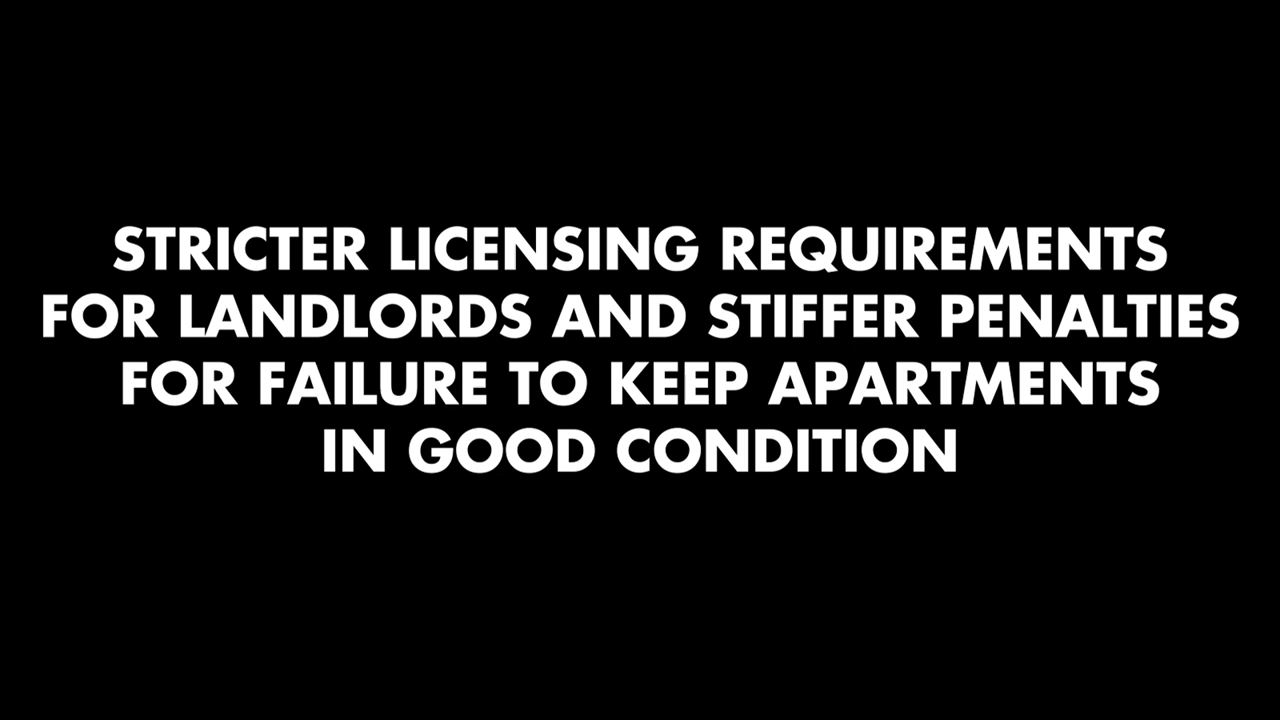 STRICTER LICENSING REQUIREMENTS
FOR LANDLORDS AND STIFFER PENALTIES
FOR FAILURE TO KEEP APARTMENTS
IN GOOD CONDITION